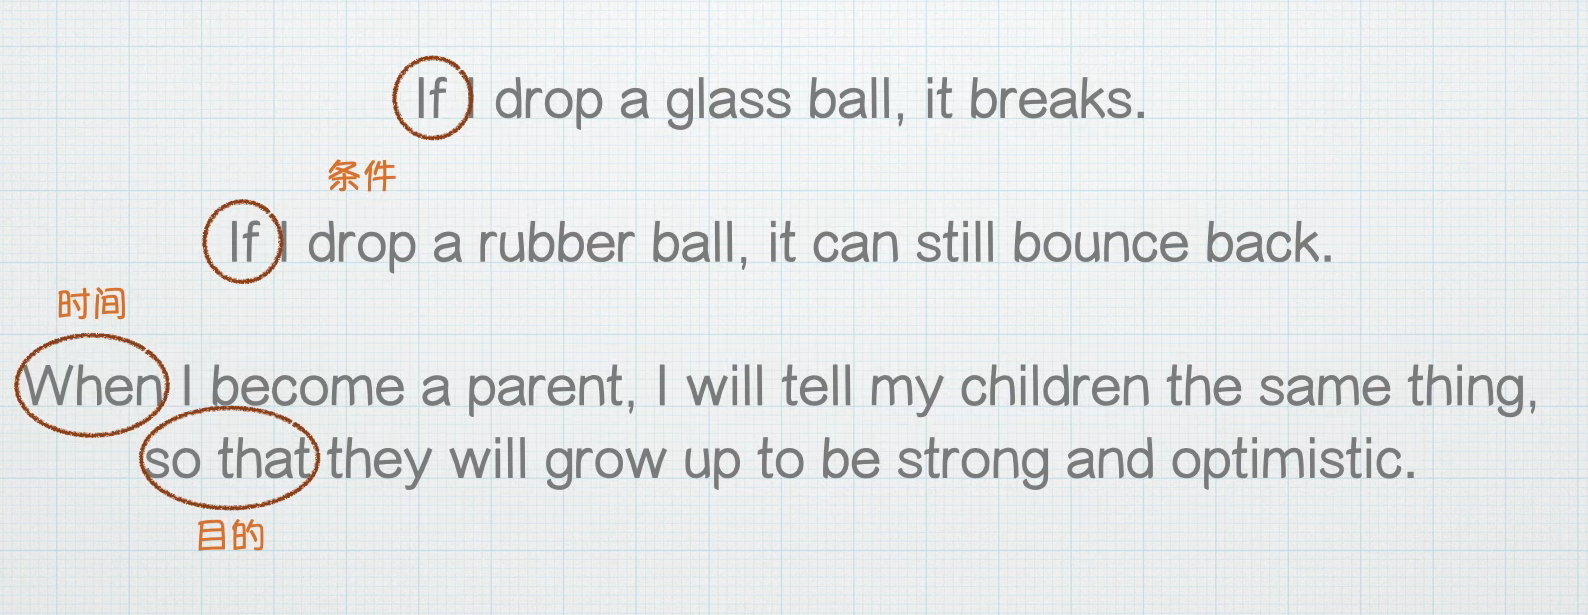 If I drop a glass ball, it breaks.
条件
If I drop a rubber ball, it can still bounce back.
时间
When I become a parent, I will tell my children the same thing,
so that they will grow up to be strong and optimistic.
目的